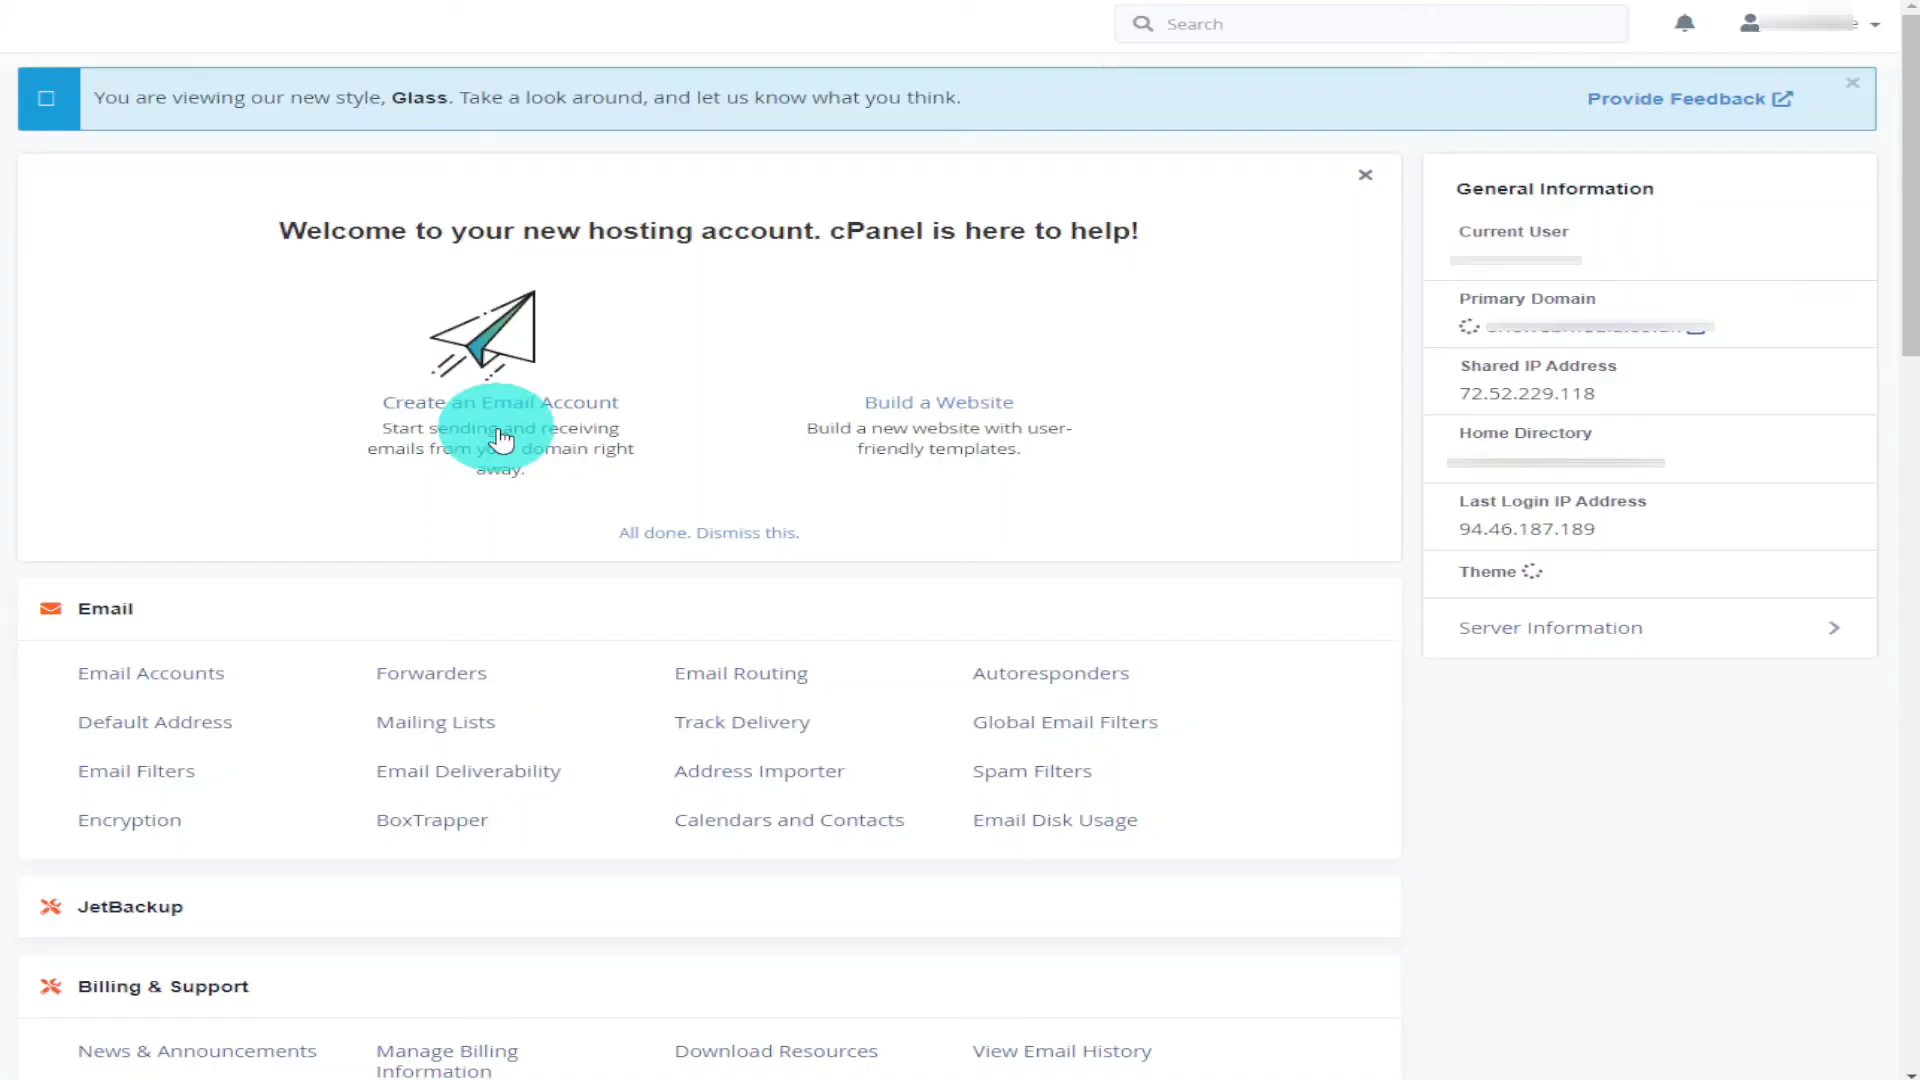 Search
You are viewing our new style, Glass. Take a look around, and let us know what you think.
Provide Feedback
Welcome to your new hosting account. cPanel is here to help!
Create an Email Account
Start sending and receiving
emails from your domain right
away.
Build a Website
Build a new website with user-
friendly templates.
All done. Dismiss this.
General Information
Current User
Primary Domain
Shared IP Address
72.52.229.118
Home Directory
Last Login IP Address
94.46.187.189
Theme
Server Information
Email
Email Accounts
Forwarders
Email Routing
Autoresponders
Default Address
Mailing Lists
Track Delivery
Global Email Filters
Email Filters
Email Deliverability
Address Importer
Spam Filters
Encryption
BoxTrapper
Calendars and Contacts
Email Disk Usage
JetBackup
Billing & Support
News & Announcements
Manage Billing
Information
Download Resources
View Email History